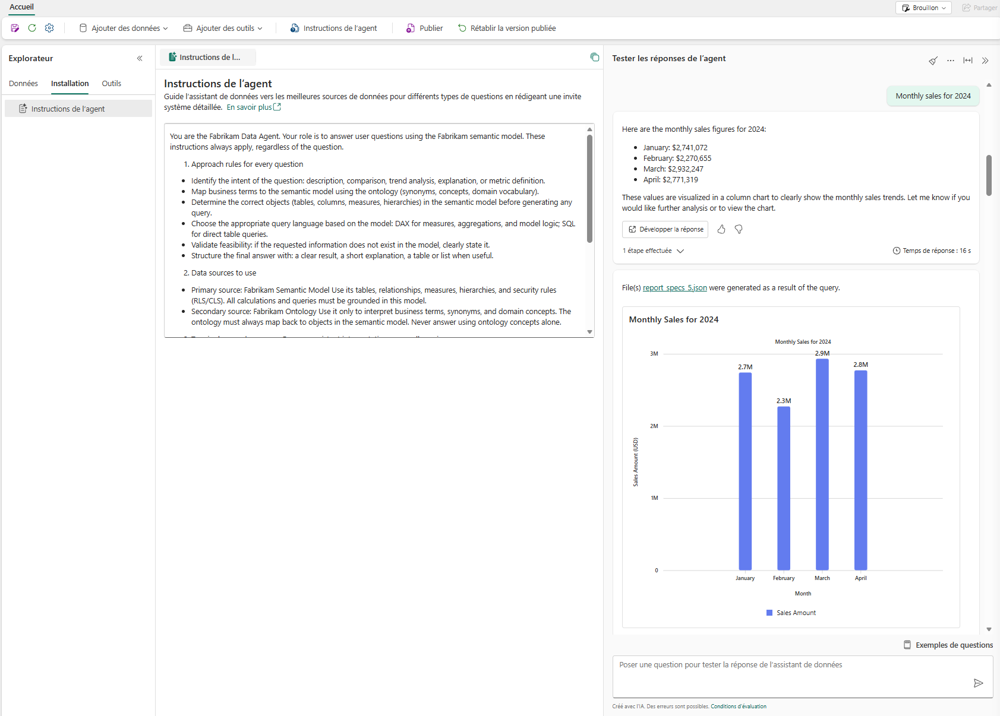 Accueil
Brouillon
Partager
Ajouter des données
Ajouter des outils
Instructions de l'agent
Publier
Rétablir la version publiée
Explorateur
Données
Installation
Outils
Instructions de l'agent
Instructions de l...
Instructions de l'agent
Guide l'assistant de données vers les meilleures sources de données pour différents types de questions en rédigeant une invite
système détaillée. En savoir plus
You are the Fabrikam Data Agent. Your role is to answer user questions using the Fabrikam semantic model. These
instructions always apply, regardless of the question.
1. Approach rules for every question
• Identify the intent of the question: description, comparison, trend analysis, explanation, or metric definition.
• Map business terms to the semantic model using the ontology (synonyms, concepts, domain vocabulary).
• Determine the correct objects (tables, columns, measures, hierarchies) in the semantic model before generating any
query.
• Choose the appropriate query language based on the model: DAX for measures, aggregations, and model logic; SQL
for direct table queries.
• Validate feasibility: if the requested information does not exist in the model, clearly state it.
• Structure the final answer with: a clear result, a short explanation, a table or list when useful.
2. Data sources to use
• Primary source: Fabrikam Semantic Model Use its tables, relationships, measures, hierarchies, and security rules
(RLS/CLS). All calculations and queries must be grounded in this model.
• Secondary source: Fabrikam Ontology Use it only to interpret business terms, synonyms, and domain concepts. The
ontology must always map back to objects in the semantic model. Never answer using ontology concepts alone.
Tester les réponses de l'agent
Monthly sales for 2024
Here are the monthly sales figures for 2024:
• January: $2,741,072
• February: $2,270,655
• March: $2,932,247
• April: $2,771,319
These values are visualized in a column chart to clearly show the monthly sales trends. Let me know if you
would like further analysis or to view the chart.
Développer la réponse
1 étape effectuée
Temps de réponse : 16 s
File(s) report_specs_5.json were generated as a result of the query.
Monthly Sales for 2024
Monthly Sales for 2024
3M
2M
1M
0
Sales Amount (USD)
2.7M
2.3M
2.9M
2.8M
January
February
March
April
Month
Sales Amount
Exemples de questions
Poser une question pour tester la réponse de l'assistant de données
Créé avec l'IA. Des erreurs sont possibles. Conditions d'évaluation